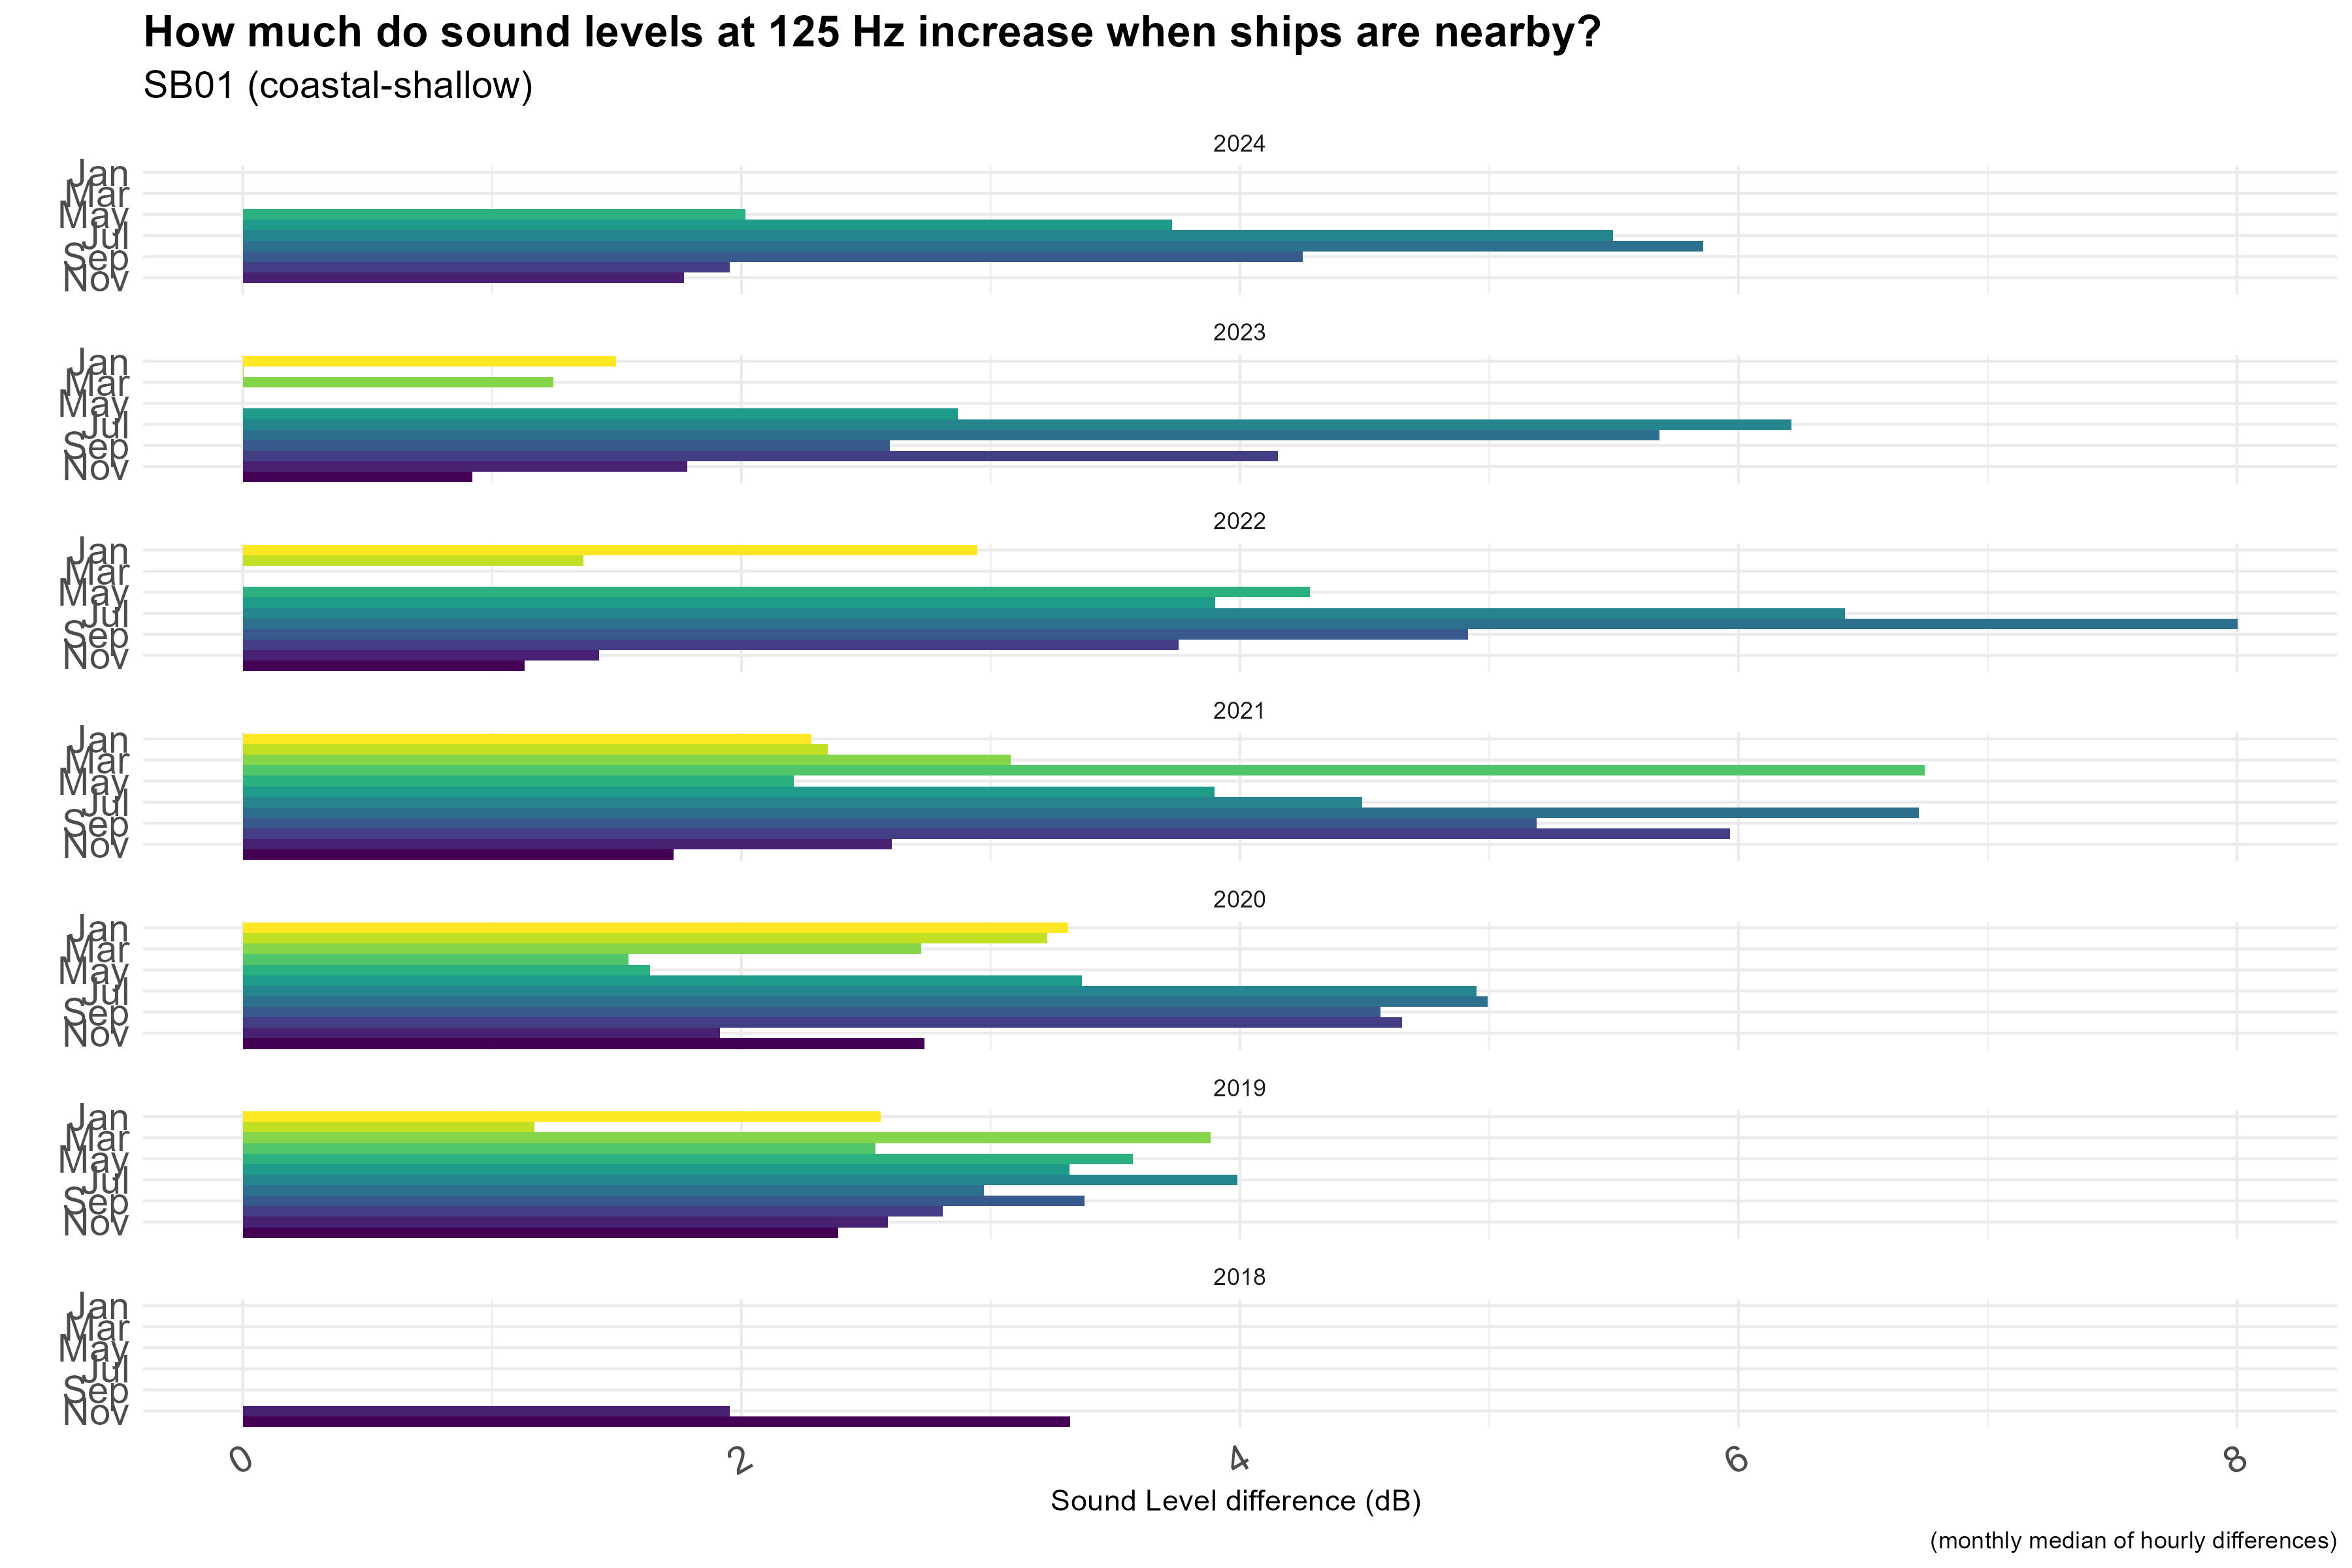 How much do sound levels at 125 Hz increase when ships are nearby?
SB01 (coastal-shallow)
2024
Jan
Mar
May
Jul
Sep
Nov
2023
Jan
Mar
May
Jul
Sep
Nov
2022
Jan
Mar
May
Jul
Sep
Nov
2021
Jan
Mar
May
Jul
Sep
Nov
2020
Jan
Mar
May
Jul
Sep
Nov
2019
Jan
Mar
May
Jul
Sep
Nov
2018
Jan
Mar
May
Jul
Sep
Nov
0 2 4 6 8
Sound Level difference (dB)
(monthly median of hourly differences)